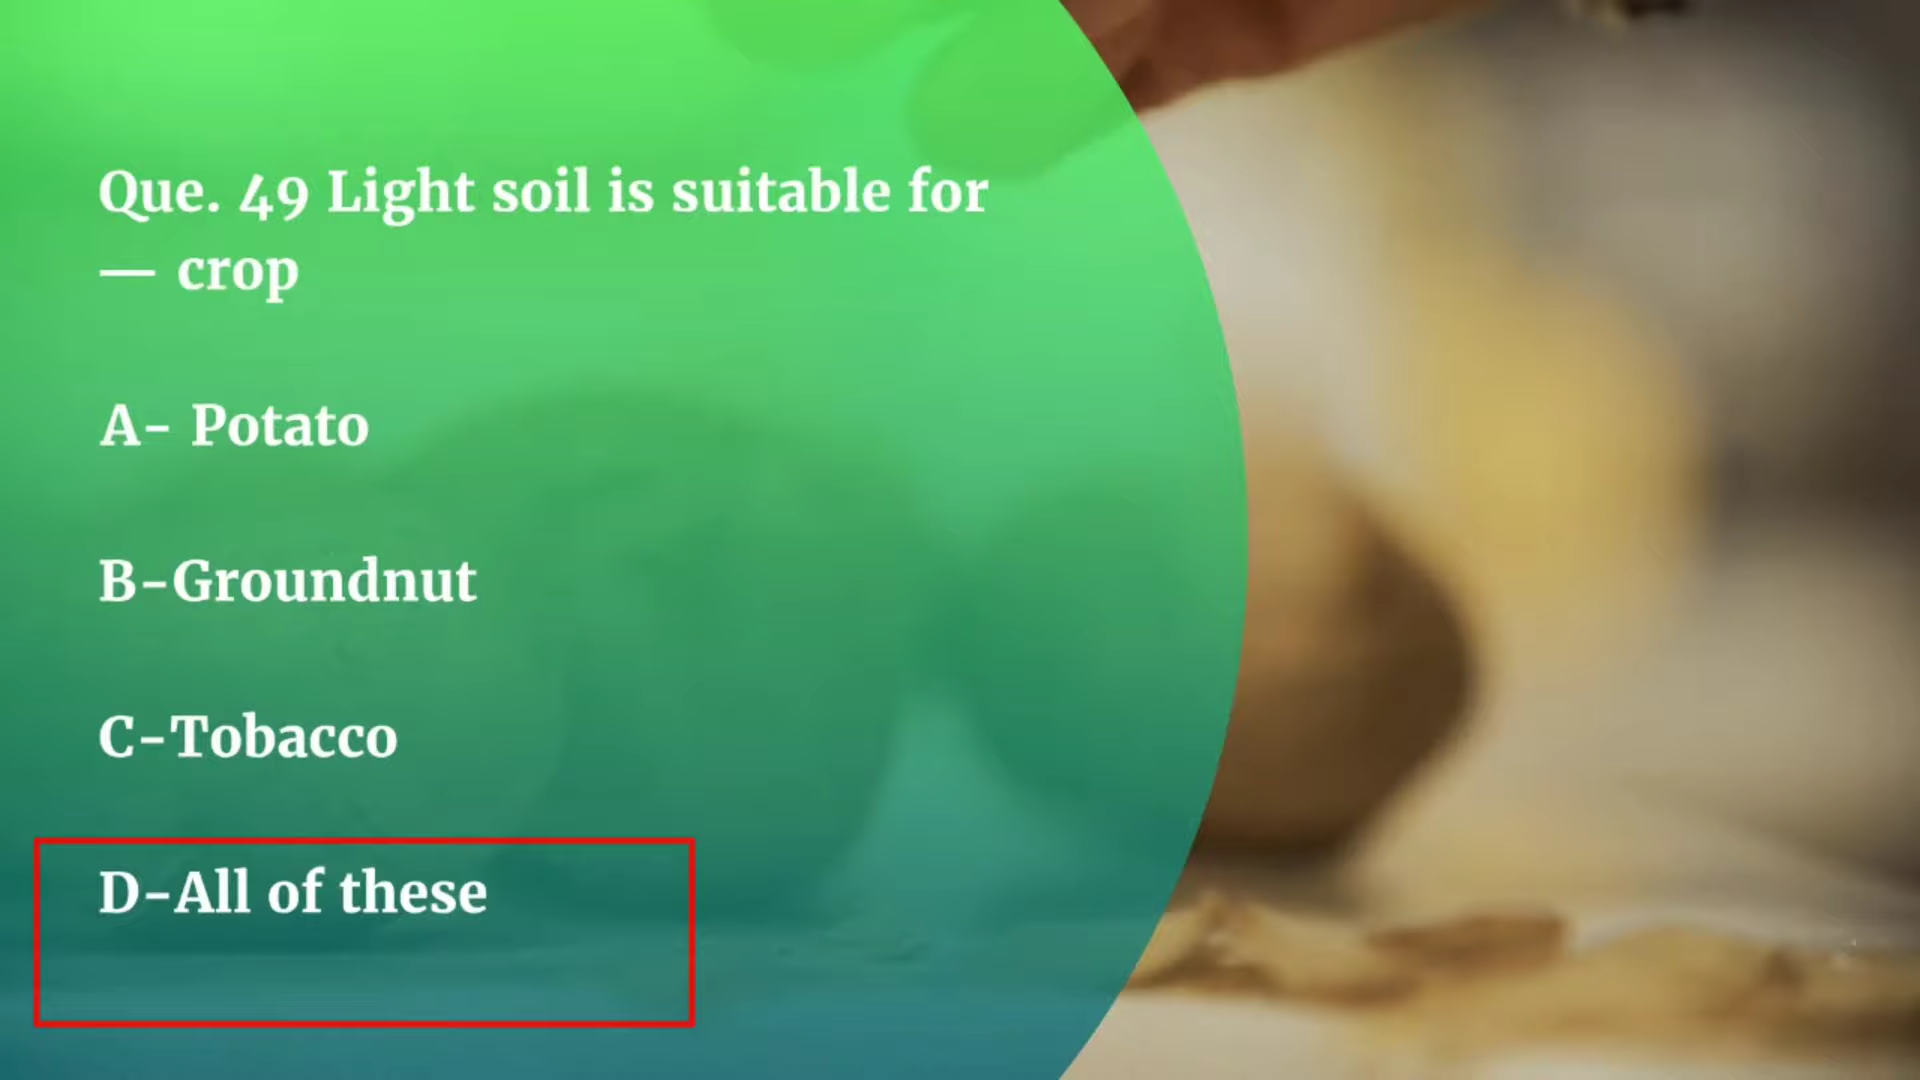 Que. 49 Light soil is suitable for
— crop
A- Potato
B-Groundnut
C-Tobacco
D-All of these